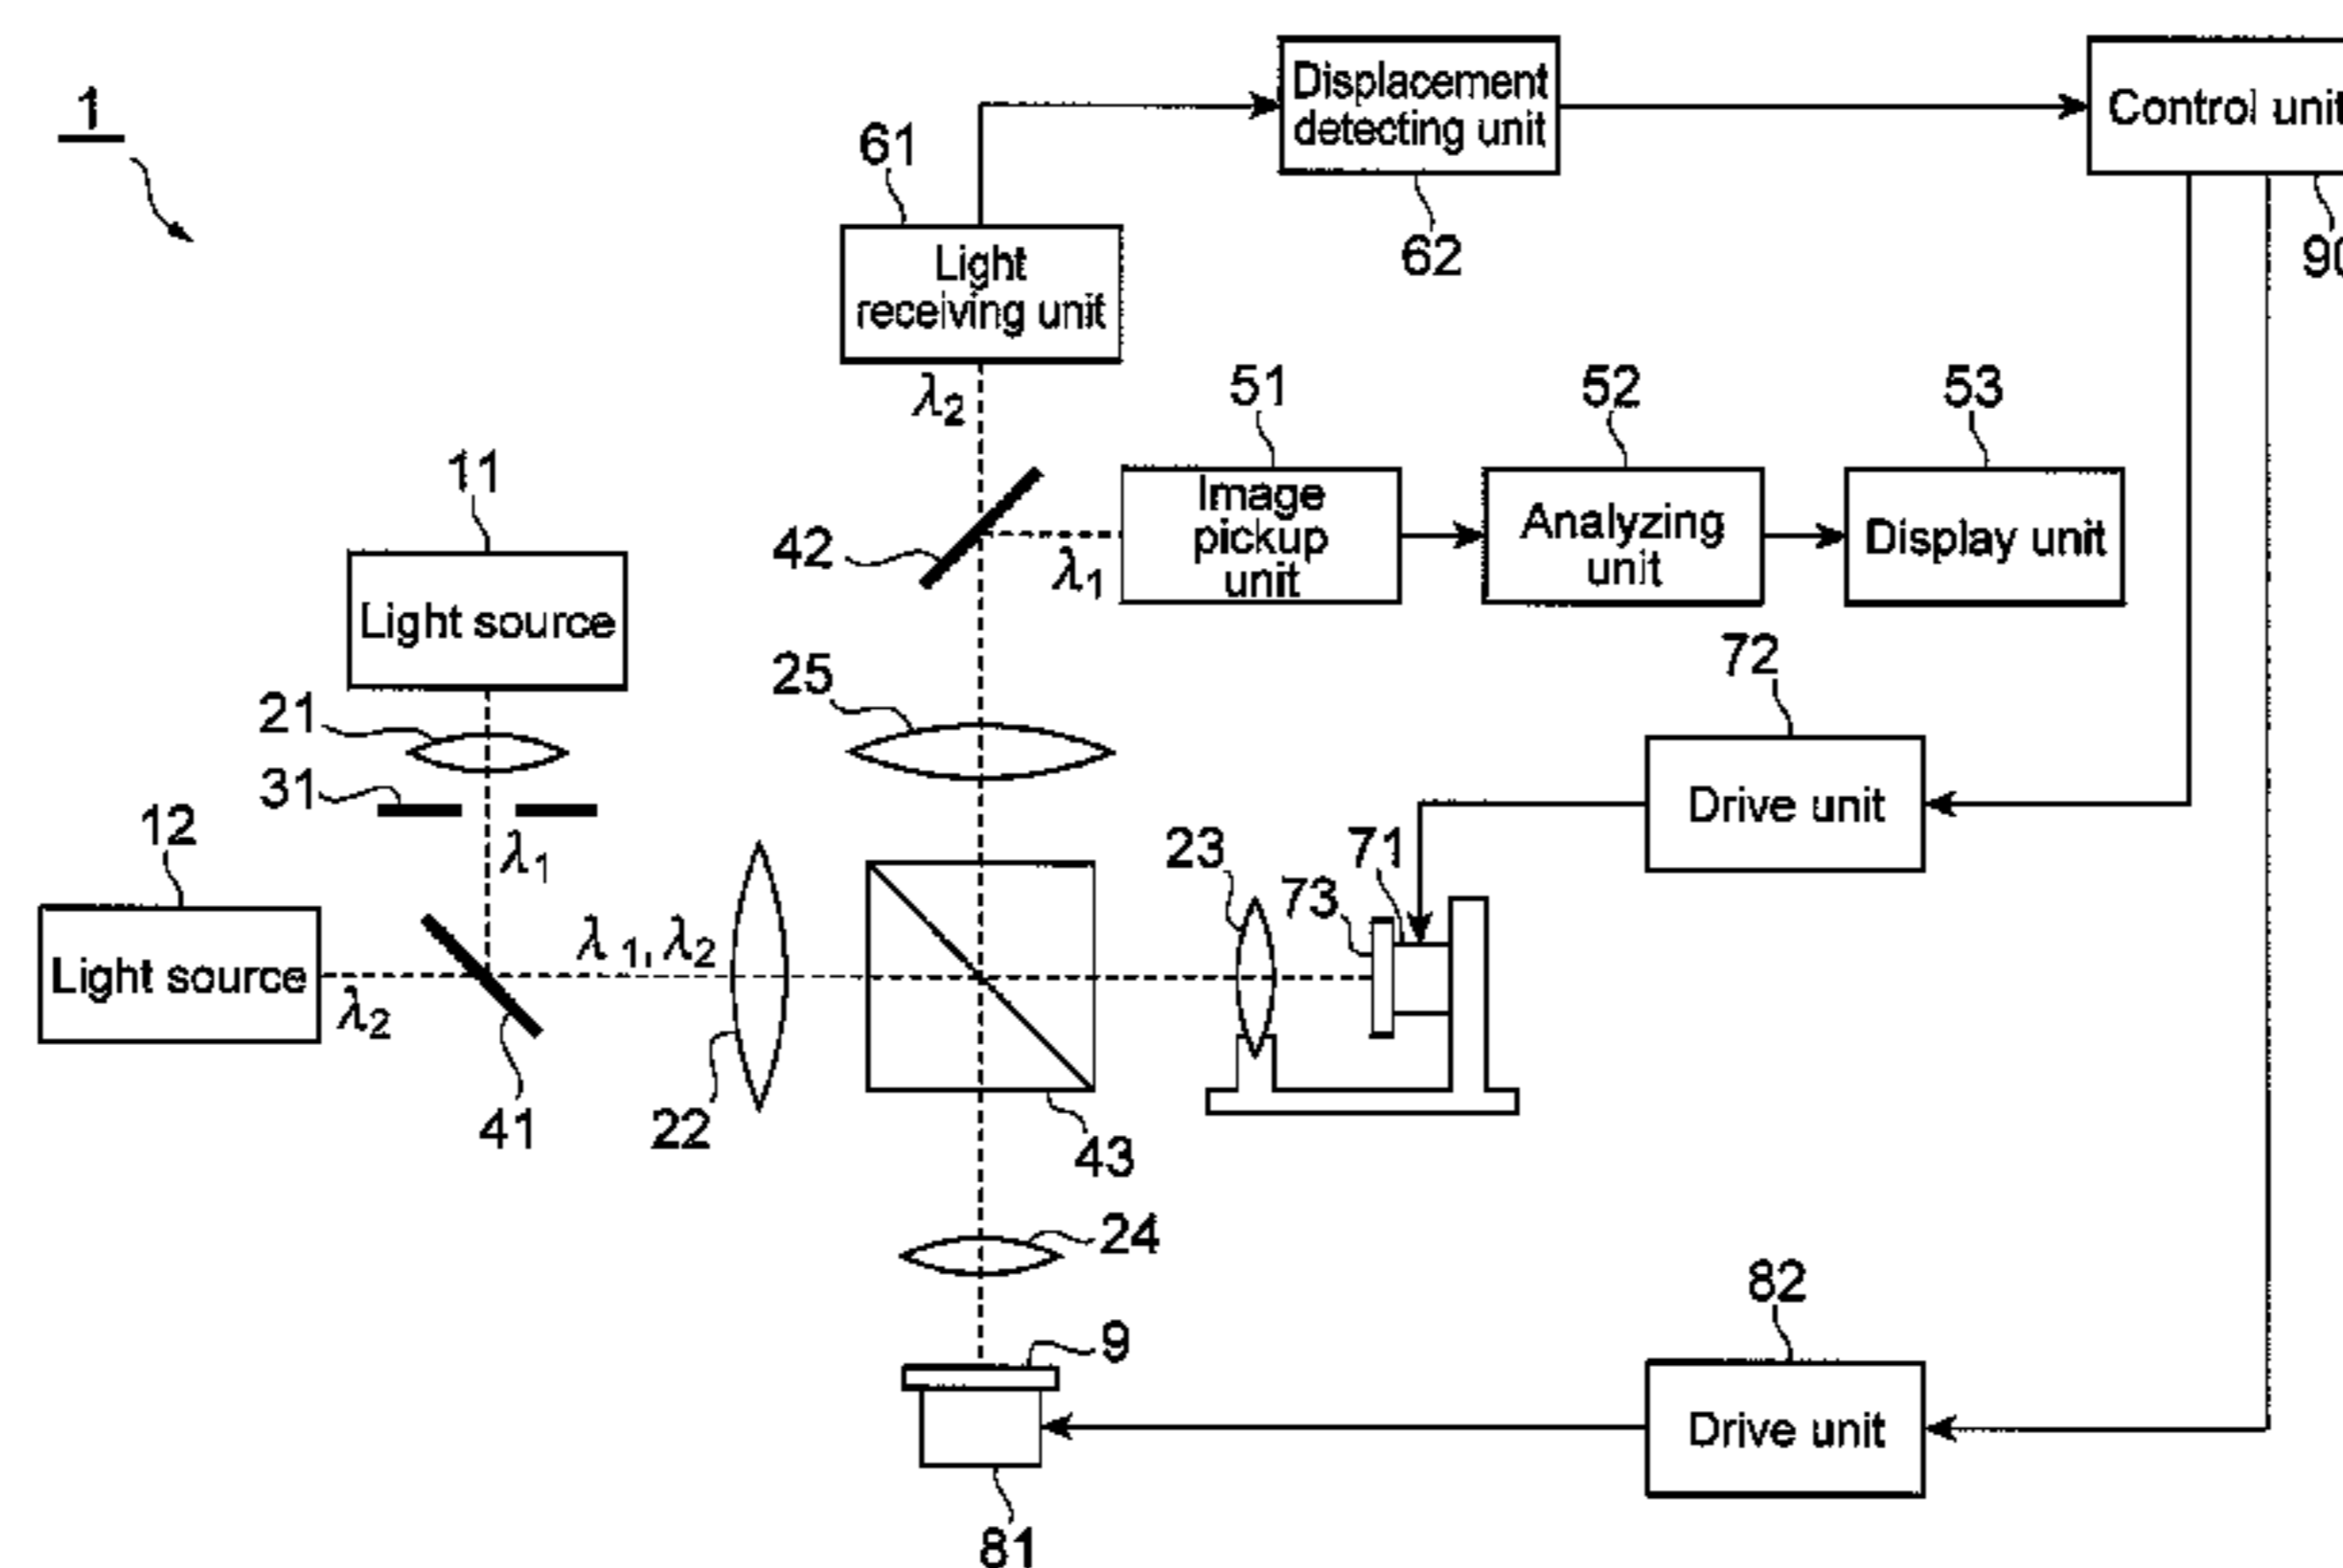 1
Displacement
detecting unit
Control unit
61
62
90
Light
receiving unit
λ2
51
52
53
11
42
λ1
Image
pickup
unit
Analyzing
unit
Display unit
Light source
25
72
21
31
Drive unit
12
λ1
23
71
73
λ1, λ2
Light source
λ2
41
22
43
24
9
82
Drive unit
81